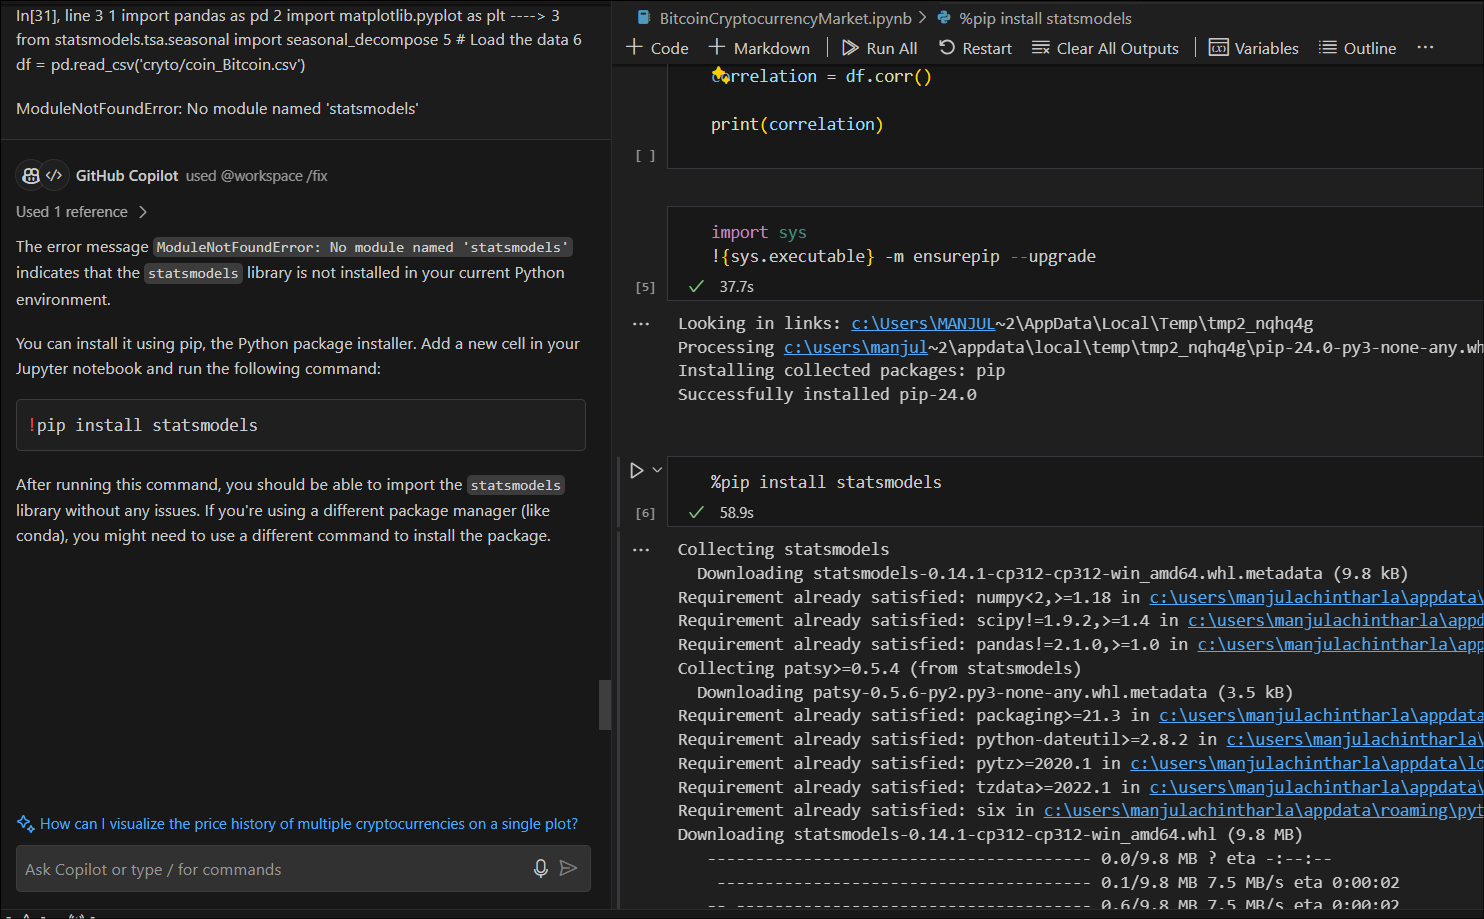 In[31], line 3 1 import pandas as pd 2 import matplotlib.pyplot as plt ----> 3
from statsmodels.tsa.seasonal import seasonal_decompose 5 # Load the data 6
df = pd.read_csv('cryto/coin_Bitcoin.csv')
ModuleNotFoundError: No module named 'statsmodels'
GitHub Copilot used @workspace /fix
Used 1 reference
The error message ModuleNotFoundError: No module named 'statsmodels'
indicates that the statsmodels library is not installed in your current Python
environment.
You can install it using pip, the Python package installer. Add a new cell in your
Jupyter notebook and run the following command:
!pip install statsmodels
After running this command, you should be able to import the statsmodels
library without any issues. If you're using a different package manager (like
conda), you might need to use a different command to install the package.
How can I visualize the price history of multiple cryptocurrencies on a single plot?
Ask Copilot or type / for commands
BitcoinCryptocurrencyMarket.ipynb > %pip install statsmodels
+ Code + Markdown Run All Restart Clear All Outputs Variables Outline ...
correlation = df.corr()
print(correlation)
[ ]
import sys
!{sys.executable} -m ensurepip --upgrade
[5] 37.7s
Looking in links: c:\Users\MANJUL~2\AppData\Local\Temp\tmp2_nqhq4g
Processing c:\users\manjul~2\appdata\local\temp\tmp2_nqhq4g\pip-24.0-py3-none-any.wh
Installing collected packages: pip
Successfully installed pip-24.0
%pip install statsmodels
[6] 58.9s
Collecting statsmodels
Downloading statsmodels-0.14.1-cp312-cp312-win_amd64.whl.metadata (9.8 kB)
Requirement already satisfied: numpy<2,>=1.18 in c:\users\manjulachintharla\appdata\
Requirement already satisfied: scipy!=1.9.2,>=1.4 in c:\users\manjulachintharla\appd
Requirement already satisfied: pandas!=2.1.0,>=1.0 in c:\users\manjulachintharla\app
Collecting patsy>=0.5.4 (from statsmodels)
Downloading patsy-0.5.6-py2.py3-none-any.whl.metadata (3.5 kB)
Requirement already satisfied: packaging>=21.3 in c:\users\manjulachintharla\appdata
Requirement already satisfied: python-dateutil>=2.8.2 in c:\users\manjulachintharla\
Requirement already satisfied: pytz>=2020.1 in c:\users\manjulachintharla\appdata\lo
Requirement already satisfied: tzdata>=2022.1 in c:\users\manjulachintharla\appdata\
Requirement already satisfied: six in c:\users\manjulachintharla\appdata\roaming\pyt
Downloading statsmodels-0.14.1-cp312-cp312-win_amd64.whl (9.8 MB)
---------------------------------------- 0.0/9.8 MB ? eta -:--:--
--------------------------------------- 0.1/9.8 MB 7.5 MB/s eta 0:00:02
-- ------------------------------------- 0.6/9.8 MB 7.5 MB/s eta 0:00:02